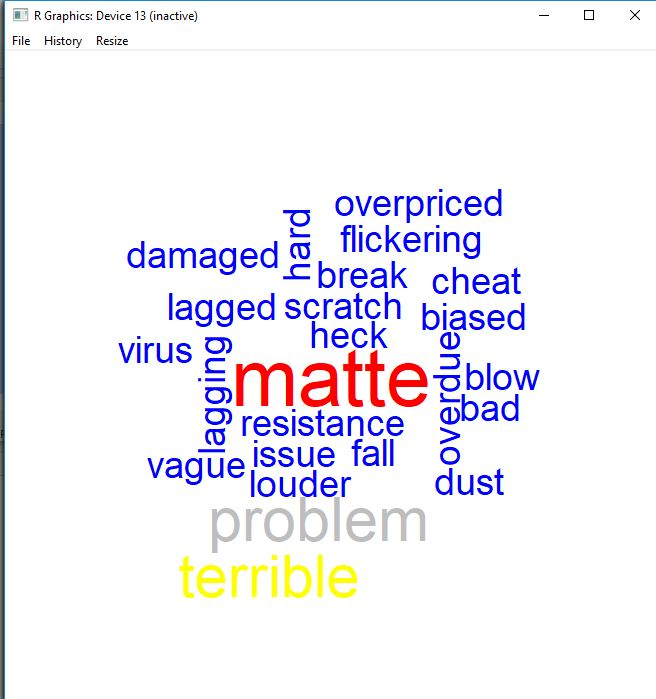 R Graphics: Device 13 (inactive)
File History Resize
overpriced
hard
flickering
damaged
break
cheat
lagged
scratch
biased
heck
virus
lagging
matte
overdue
blow
bad
resistance
issue
fall
vague
louder
dust
problem
terrible